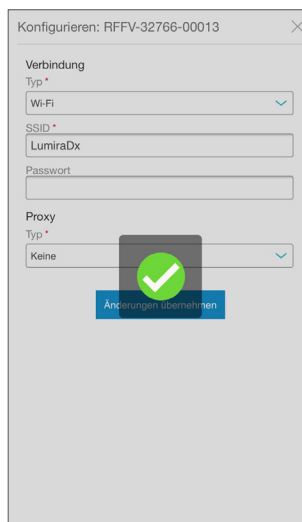 Konfigurieren: RFFV-32766-00013
Verbindung
Typ *
Wi-Fi
SSID *
LumiraDx
Passwort
Proxy
Typ *
Keine
Änderungen übernehmen